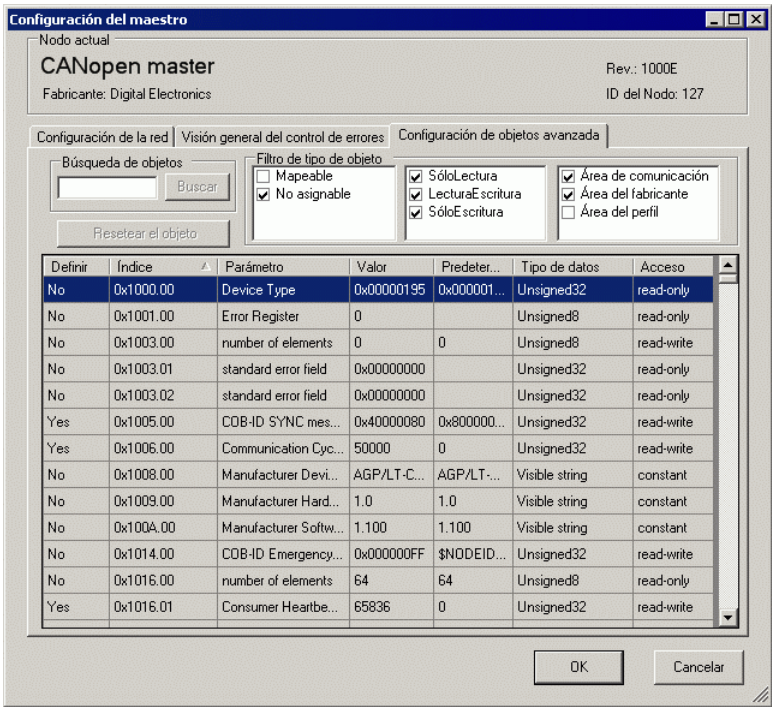 Configuración del maestro
Nodo actual
CANopen master
Rev.: 1000E
Fabricante: Digital Electronics
ID del Nodo: 127
Configuración de la red
Visión general del control de errores
Configuración de objetos avanzada
Búsqueda de objetos
Buscar
Resetear el objeto
Filtro de tipo de objeto
Mapeable
No asignable
SóloLectura
LecturaEscritura
SóloEscritura
Área de comunicación
Área del fabricante
Área del perfil
Definir Índice Parámetro Valor Predeter... Tipo de datos Acceso
No 0x1000.00 Device Type 0x00000195 0x000001... Unsigned32 read-only
No 0x1001.00 Error Register 0 Unsigned8 read-only
No 0x1003.00 number of elements 0 0 Unsigned8 read-write
No 0x1003.01 standard error field 0x00000000 Unsigned32 read-only
No 0x1003.02 standard error field 0x00000000 Unsigned32 read-only
Yes 0x1005.00 COB-ID SYNC mes... 0x40000080 0x800000... Unsigned32 read-write
Yes 0x1006.00 Communication Cyc... 50000 0 Unsigned32 read-write
No 0x1008.00 Manufacturer Devi... AGP/LT-C... AGP/LT-... Visible string constant
No 0x1009.00 Manufacturer Hard... 1.0 1.0 Visible string constant
No 0x100A.00 Manufacturer Softw... 1.100 1.100 Visible string constant
No 0x1014.00 COB-ID Emergency... 0x000000FF $NODEID... Unsigned32 read-write
No 0x1016.00 number of elements 64 64 Unsigned8 read-only
Yes 0x1016.01 Consumer Heartbe... 65836 0 Unsigned32 read-write
OK
Cancelar